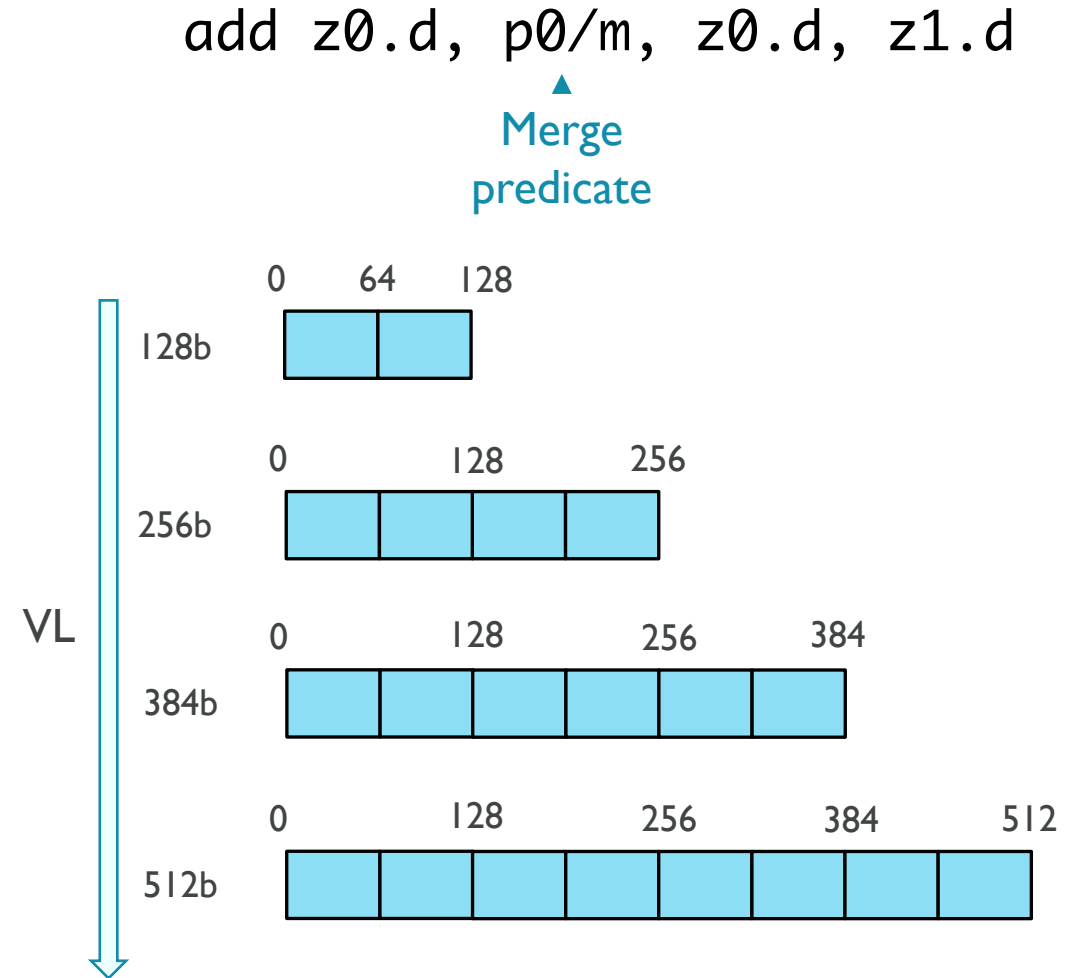 add z0.d, p0/m, z0.d, z1.d
Merge
predicate
0 64 128
128b
0 128 256
256b
VL
0 128 256 384
384b
0 128 256 384 512
512b